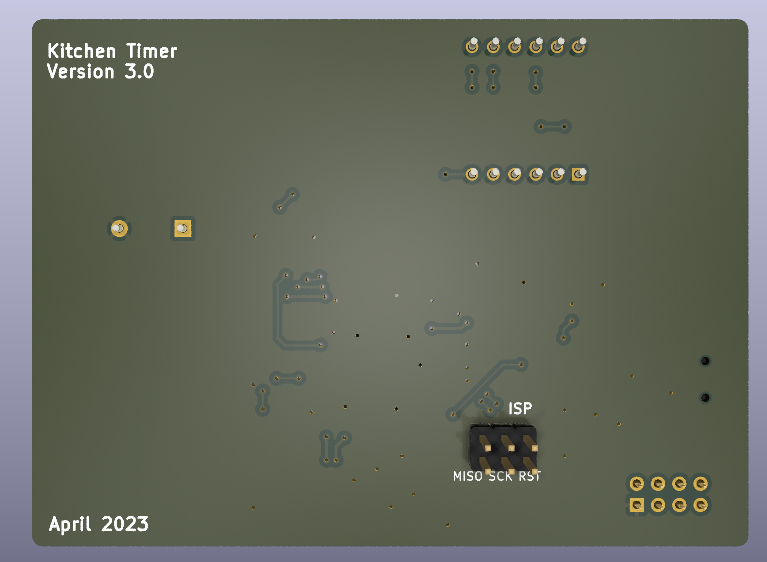 Kitchen Timer
Version 3.0
ISP
MISO SCK RST
April 2023